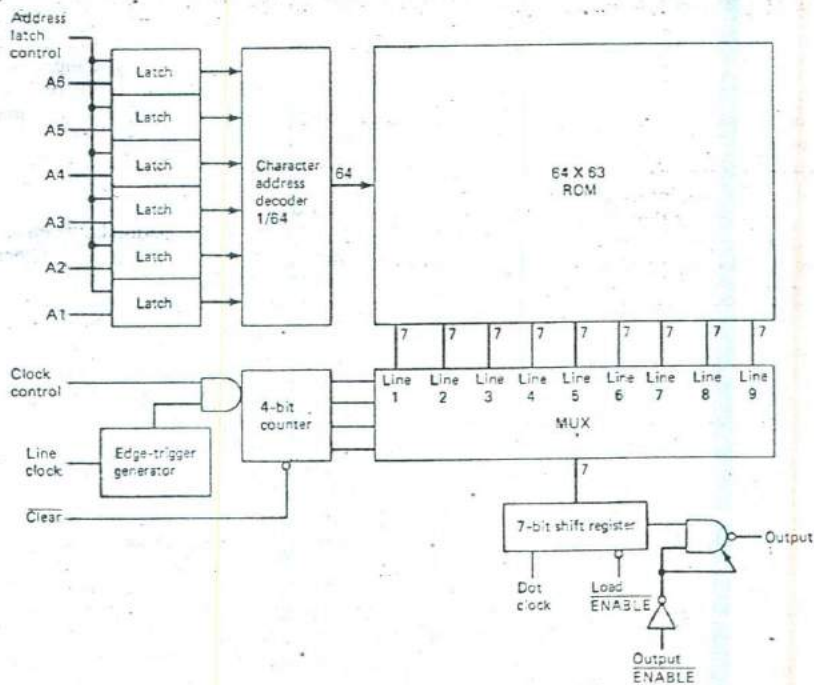 Address
latch
control
A6
Latch
A5
Latch
A4
Latch
A3
Latch
A2
Latch
A1
Latch
Character
address
decoder
1/64
64
64 X 63
ROM
7 7 7 7 7 7 7 7 7
Clock
control
4-bit
counter
Line Line Line Line Line Line Line Line Line
1 2 3 4 5 6 7 8 9
MUX
Line
clock
Edge-trigger
generator
Clear
7
7-bit shift register
Output
Dot
clock
Load
ENABLE
Output
ENABLE